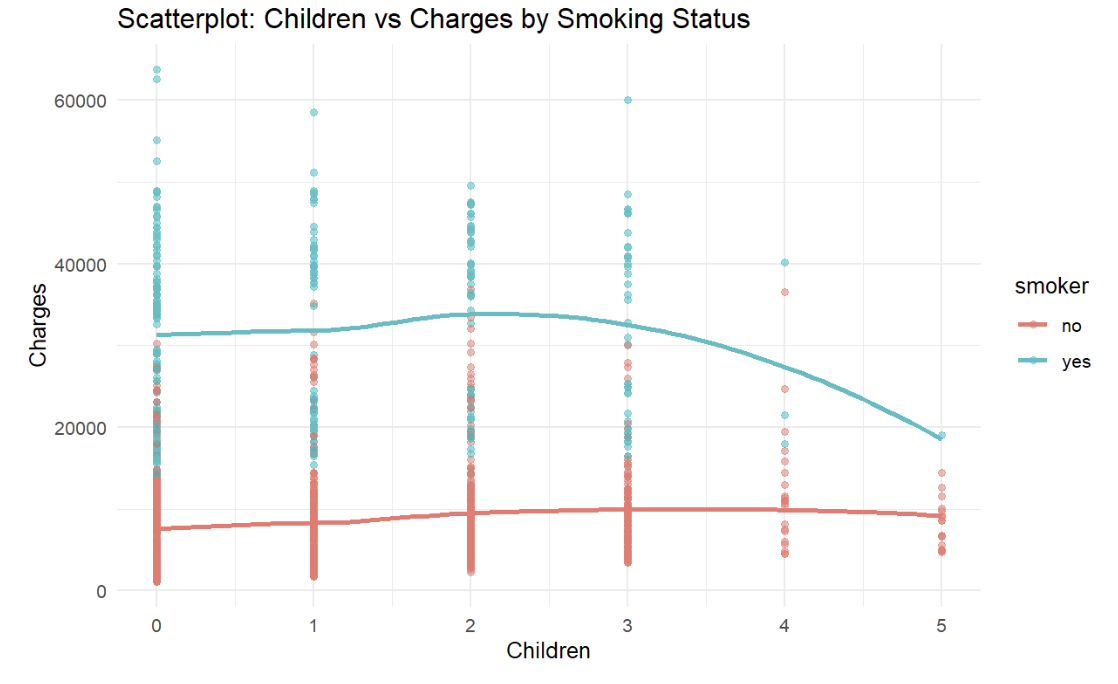 Scatterplot: Children vs Charges by Smoking Status
60000
40000
20000
0
Charges
0 1 2 3 4 5
Children
smoker
no
yes